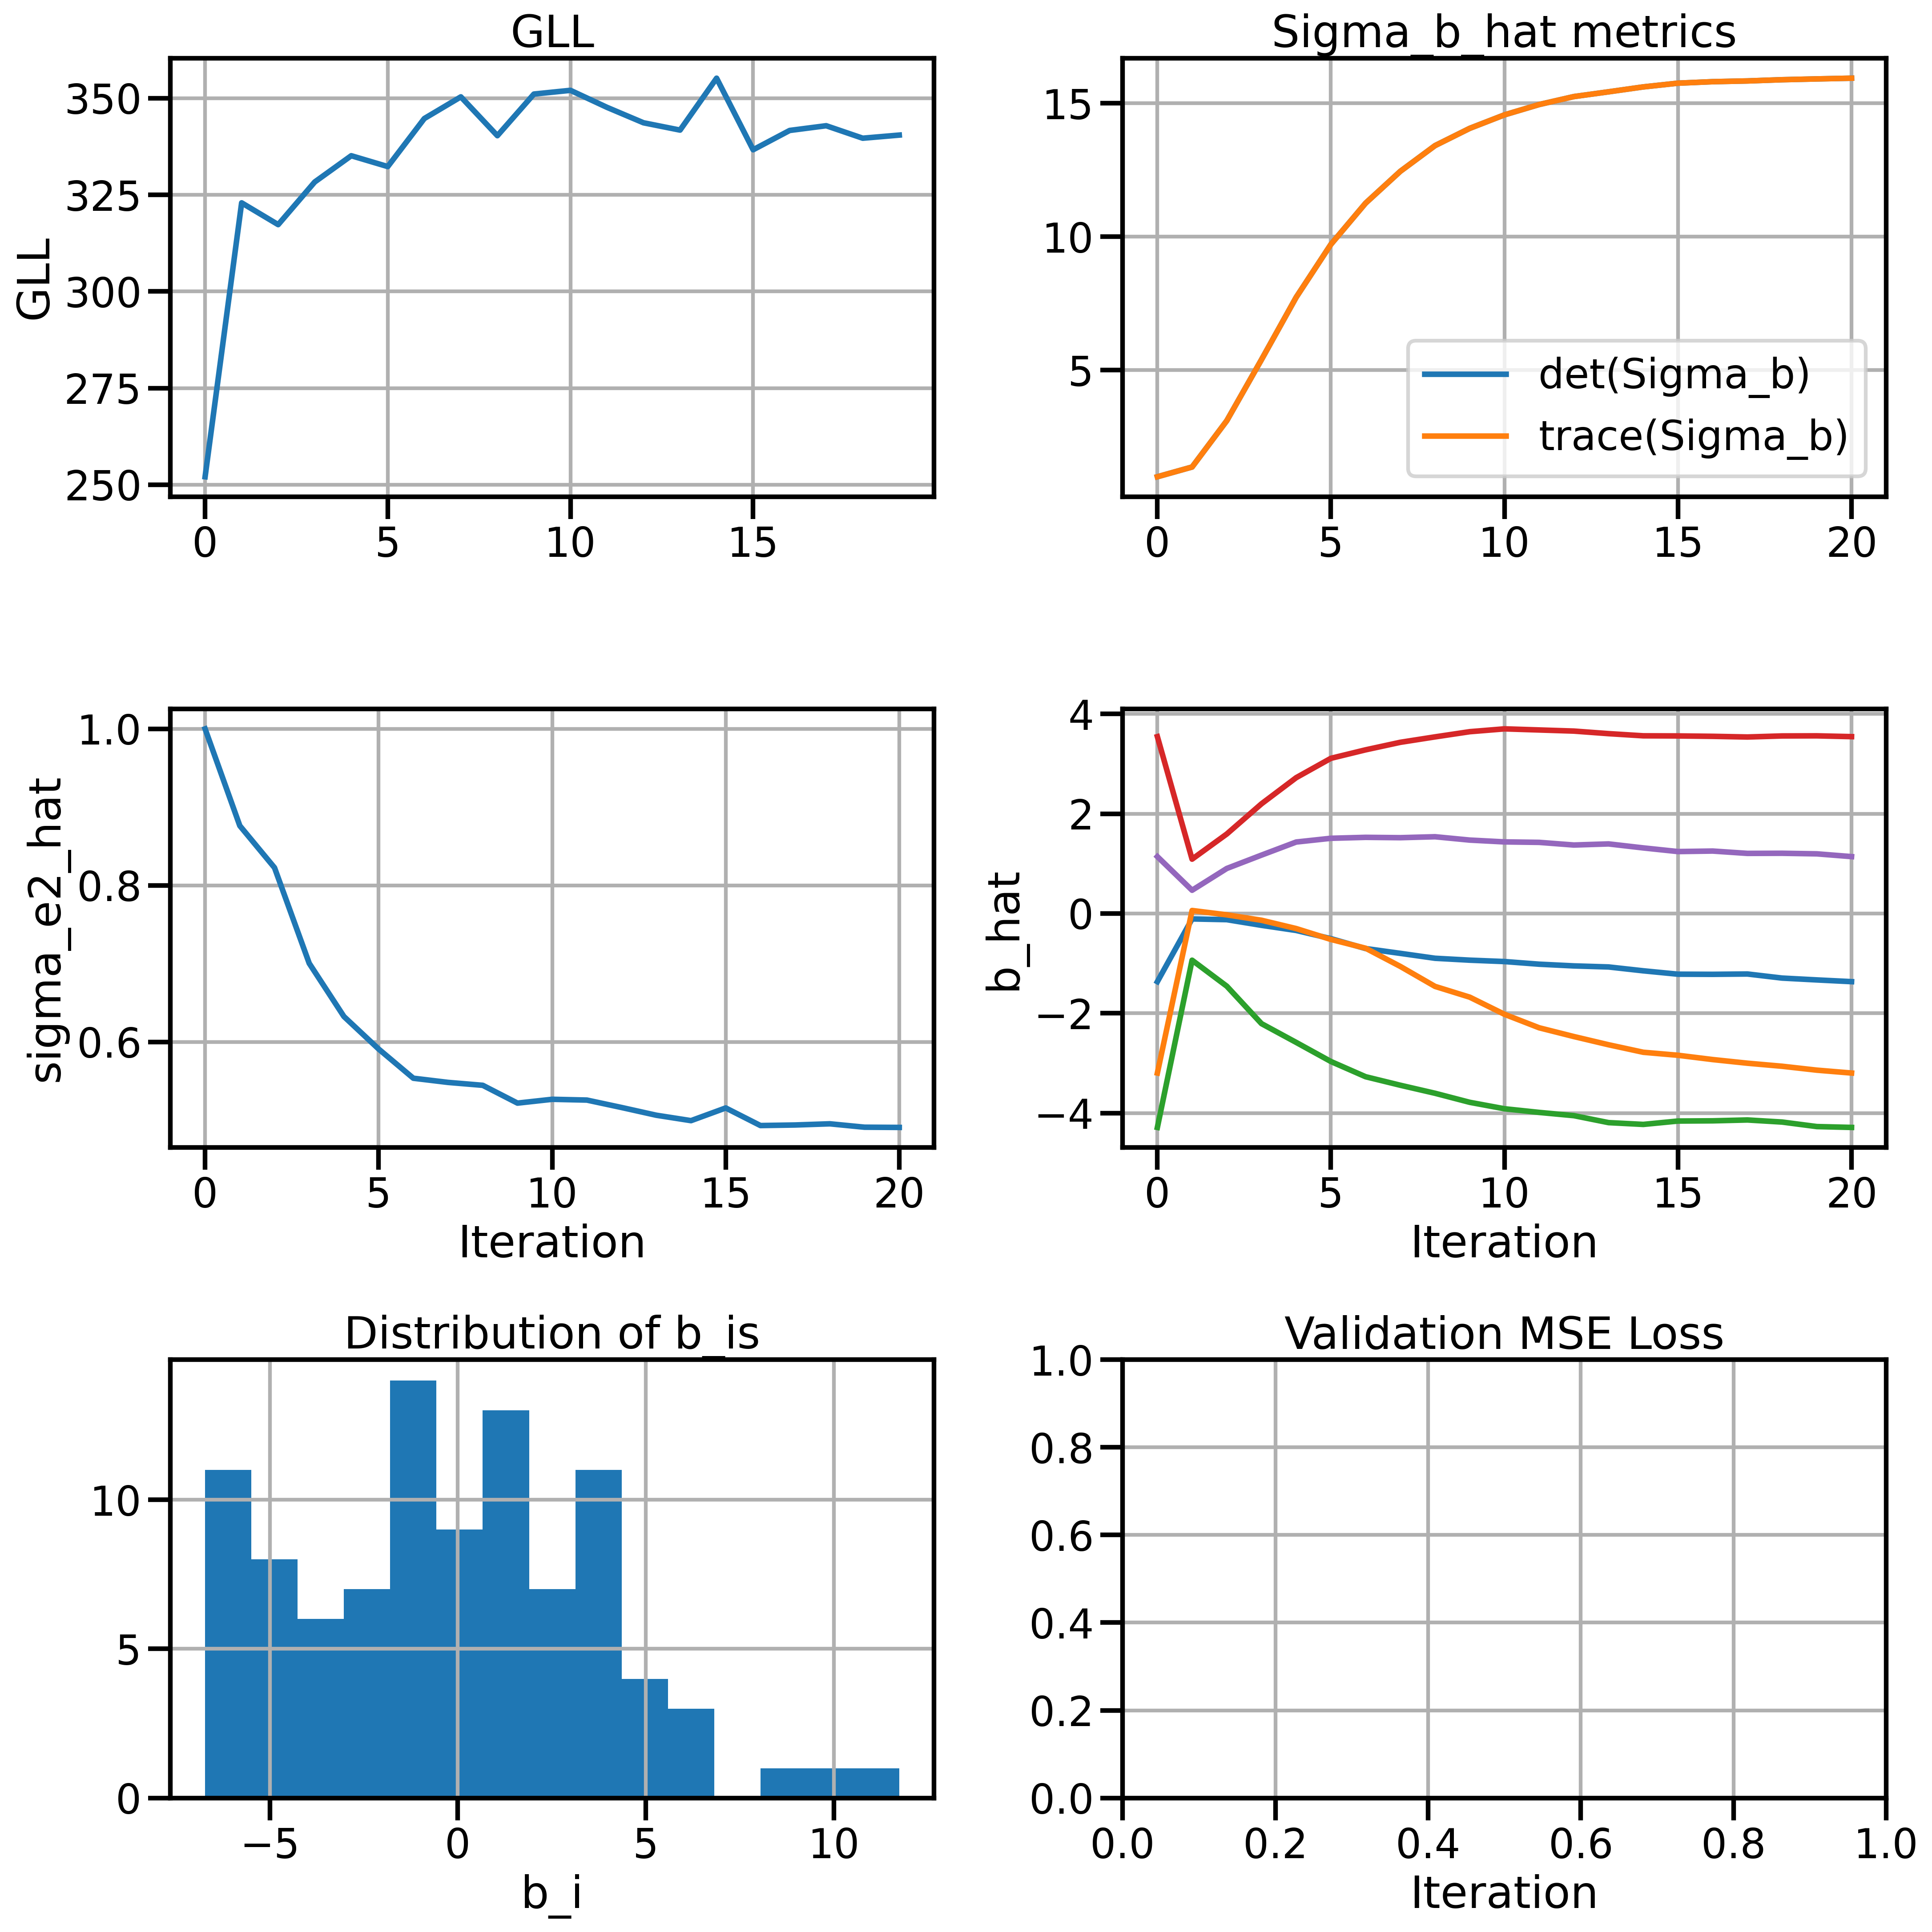 GLL
GLL
350
325
300
275
250
0 5 10 15
Sigma_b_hat metrics
15
10
5
det(Sigma_b)
trace(Sigma_b)
0 5 10 15 20
sigma_e2_hat
1.0
0.8
0.6
0 5 10 15 20
Iteration
b_hat
4
2
0
−2
−4
0 5 10 15 20
Iteration
Distribution of b_is
10
5
0
−5 0 5 10
b_i
Validation MSE Loss
1.0
0.8
0.6
0.4
0.2
0.0
0.0 0.2 0.4 0.6 0.8 1.0
Iteration